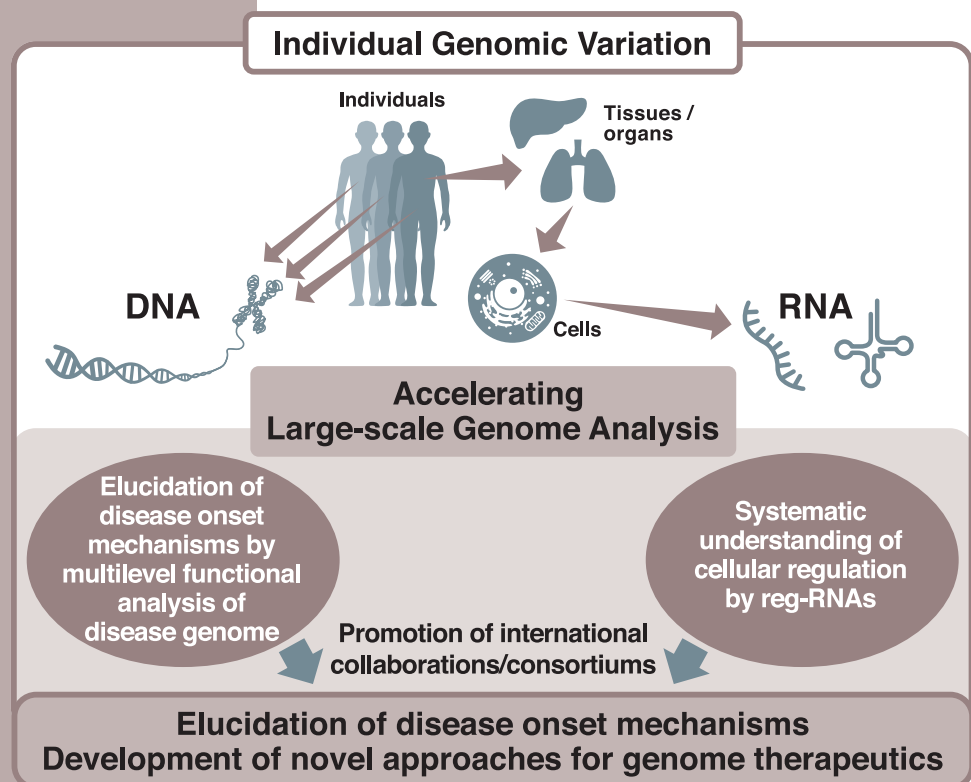 Individual Genomic Variation
Individuals
Tissues /
organs
DNA
Cells
RNA
Accelerating
Large-scale Genome Analysis
Elucidation of
disease onset
mechanisms by
multilevel functional
analysis of
disease genome
Systematic
understanding of
cellular regulation
by reg-RNAs
Promotion of international
collaborations/consortiums
Elucidation of disease onset mechanisms
Development of novel approaches for genome therapeutics